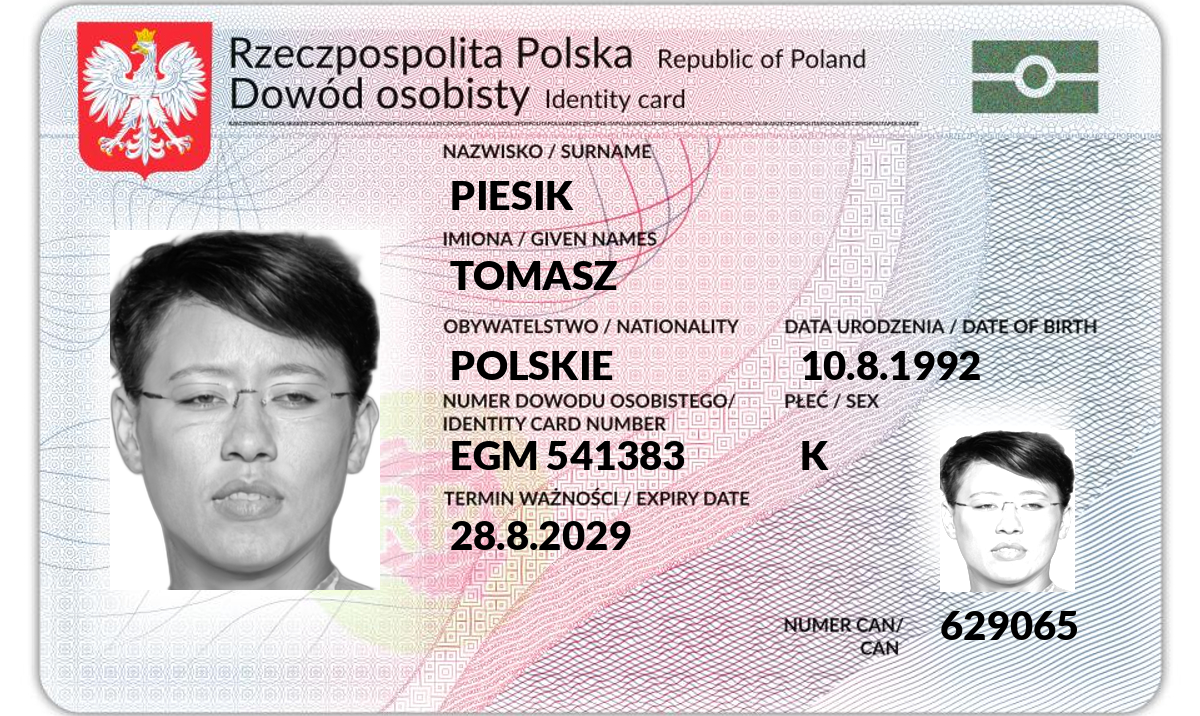 Rzeczpospolita Polska Republic of Poland
Dowód osobisty Identity card
NAZWISKO / SURNAME
PIESIK
IMIONA / GIVEN NAMES
TOMASZ
OBYWATELSTWO / NATIONALITY DATA URODZENIA / DATE OF BIRTH
POLSKIE 10.8.1992
NUMER DOWODU OSOBISTEGO/ PŁEĆ / SEX
IDENTITY CARD NUMBER
EGM 541383 K
TERMIN WAŻNOŚCI / EXPIRY DATE
28.8.2029
NUMER CAN/ 629065
CAN